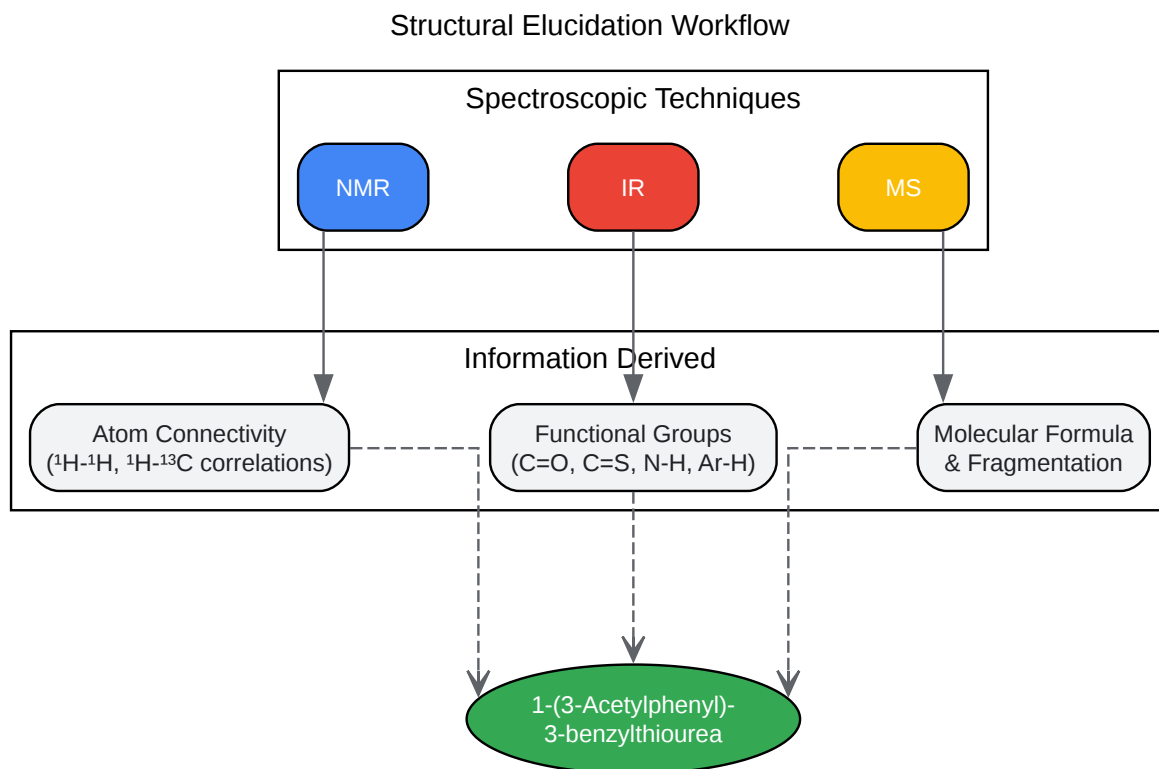 Structural Elucidation Workflow
Spectroscopic Techniques
NMR
IR
MS
Information Derived
Atom Connectivity
(¹H-¹H, ¹H-¹³C correlations)
Functional Groups
(C=O, C=S, N-H, Ar-H)
Molecular Formula
& Fragmentation
1-(3-Acetylphenyl)-
3-benzylthiourea